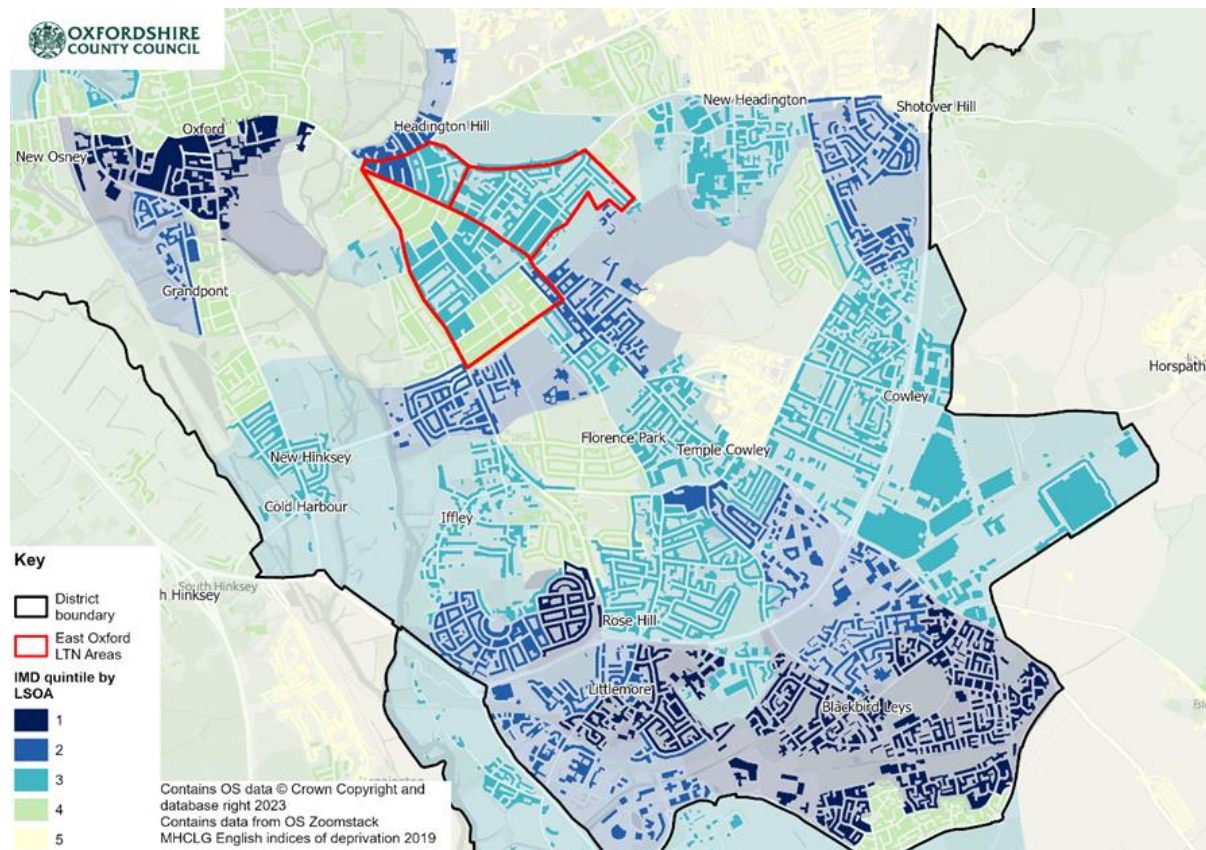 OXFORDSHIRE
COUNTY COUNCIL
New Headington
Shotover Hill
Headington Hill
Oxford
New Osney
Grandpont
Horspath
Cowley
Florence Park
Temple Cowley
New Hinksey
Cold Harbour
Iffley
South Hinksey
h Hinksey
Rose Hill
Littlemore
Blackbird Leys
Key
District
boundary
East Oxford
LTN Areas
IMD quintile by
LSOA
1
2
3
4
5
Contains OS data © Crown Copyright and
database right 2023
Contains data from OS Zoomstack
MHCLG English indices of deprivation 2019